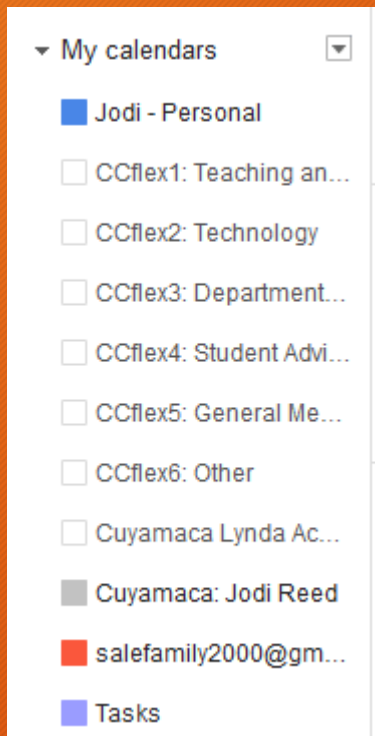 My calendars
Jodi - Personal
CCflex1: Teaching an...
CCflex2: Technology
CCflex3: Department...
CCflex4: Student Advi...
CCflex5: General Me...
CCflex6: Other
Cuyamaca Lynda Ac...
Cuyamaca: Jodi Reed
salefamily2000@gm...
Tasks